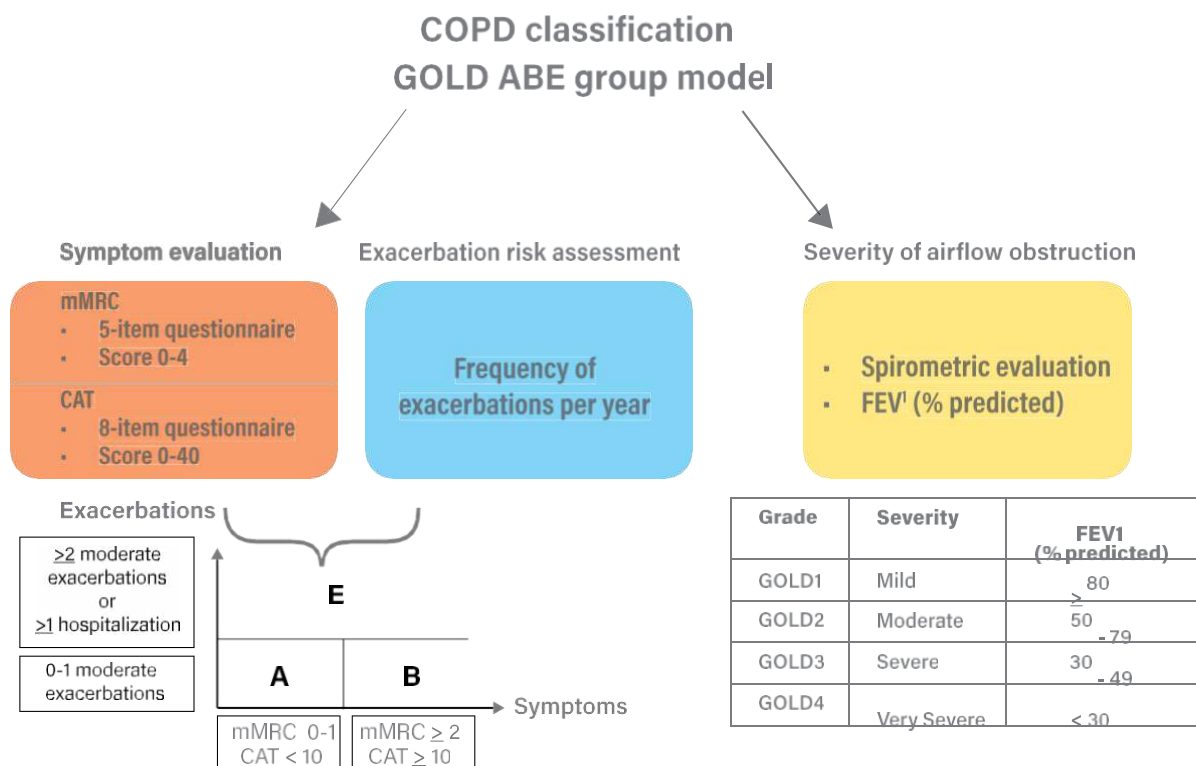 COPD classification
GOLD ABE group model
Symptom evaluation
Exacerbation risk assessment
Severity of airflow obstruction
mMRC
• 5-item questionnaire
• Score 0-4
CAT
• 8-item questionnaire
• Score 0-40
Frequency of
exacerbations per year
• Spirometric evaluation
• FEV¹ (% predicted)
Exacerbations
≥2 moderate
exacerbations
or
≥1 hospitalization
0-1 moderate
exacerbations
E
A
B
Symptoms
mMRC 0-1
CAT < 10
mMRC ≥ 2
CAT ≥ 10
Grade Severity FEV1
(% predicted)
GOLD1 Mild ≥ 80
GOLD2 Moderate 50 - 79
GOLD3 Severe 30 - 49
GOLD4 Very Severe < 30